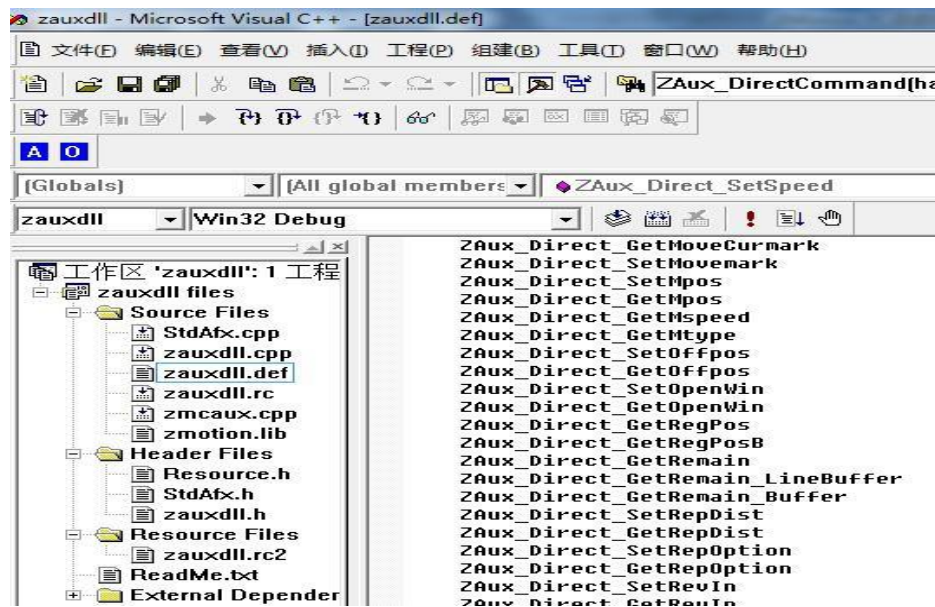 zauxdll - Microsoft Visual C++ - [zauxdll.def]
文件(F) 编辑(E) 查看(V) 插入(I) 工程(P) 组建(B) 工具(T) 窗口(W) 帮助(H)
ZAux_DirectCommand(ha
A O
(Globals) (All global members ZAux_Direct_SetSpeed
zauxdll Win32 Debug
工作区 'zauxdll': 1 工程
zauxdll files
Source Files
StdAfx.cpp
zauxdll.cpp
zauxdll.def
zauxdll.rc
zmcaux.cpp
zmotion.lib
Header Files
Resource.h
StdAfx.h
zauxdll.h
Resource Files
zauxdll.rc2
ReadMe.txt
External Depender
ZAux_Direct_GetMoveCurmark
ZAux_Direct_SetMovemark
ZAux_Direct_SetMpos
ZAux_Direct_GetMpos
ZAux_Direct_GetMspeed
ZAux_Direct_GetMtype
ZAux_Direct_SetOffpos
ZAux_Direct_GetOffpos
ZAux_Direct_SetOpenWin
ZAux_Direct_GetOpenWin
ZAux_Direct_GetRegPos
ZAux_Direct_GetRegPosB
ZAux_Direct_GetRemain
ZAux_Direct_GetRemain_LineBuffer
ZAux_Direct_GetRemain_Buffer
ZAux_Direct_SetRepDist
ZAux_Direct_GetRepDist
ZAux_Direct_SetRepOption
ZAux_Direct_GetRepOption
ZAux_Direct_SetRevIn
ZAux_Direct_GetRevIn